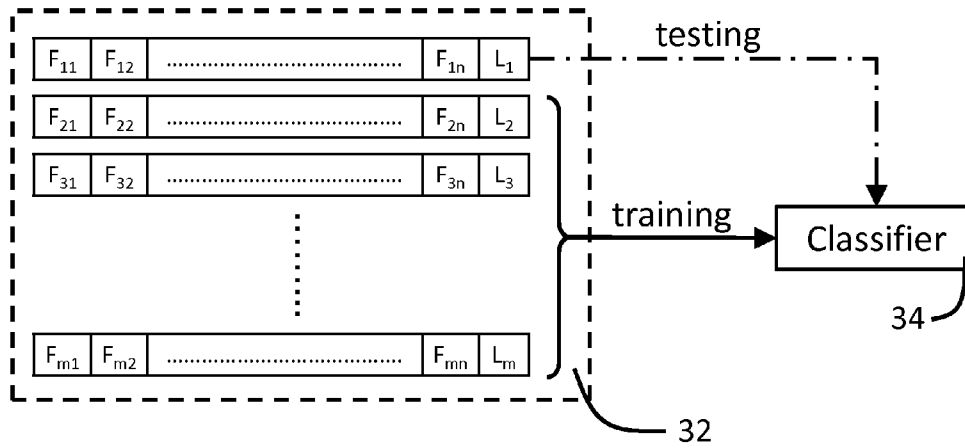 testing
F₁₁ F₁₂ ........................................ F₁ₙ L₁
F₂₁ F₂₂ ........................................ F₂ₙ L₂
F₃₁ F₃₂ ........................................ F₃ₙ L₃
training
Classifier
34
Fₘ₁ Fₘ₂ ........................................ Fₘₙ Lₘ
32